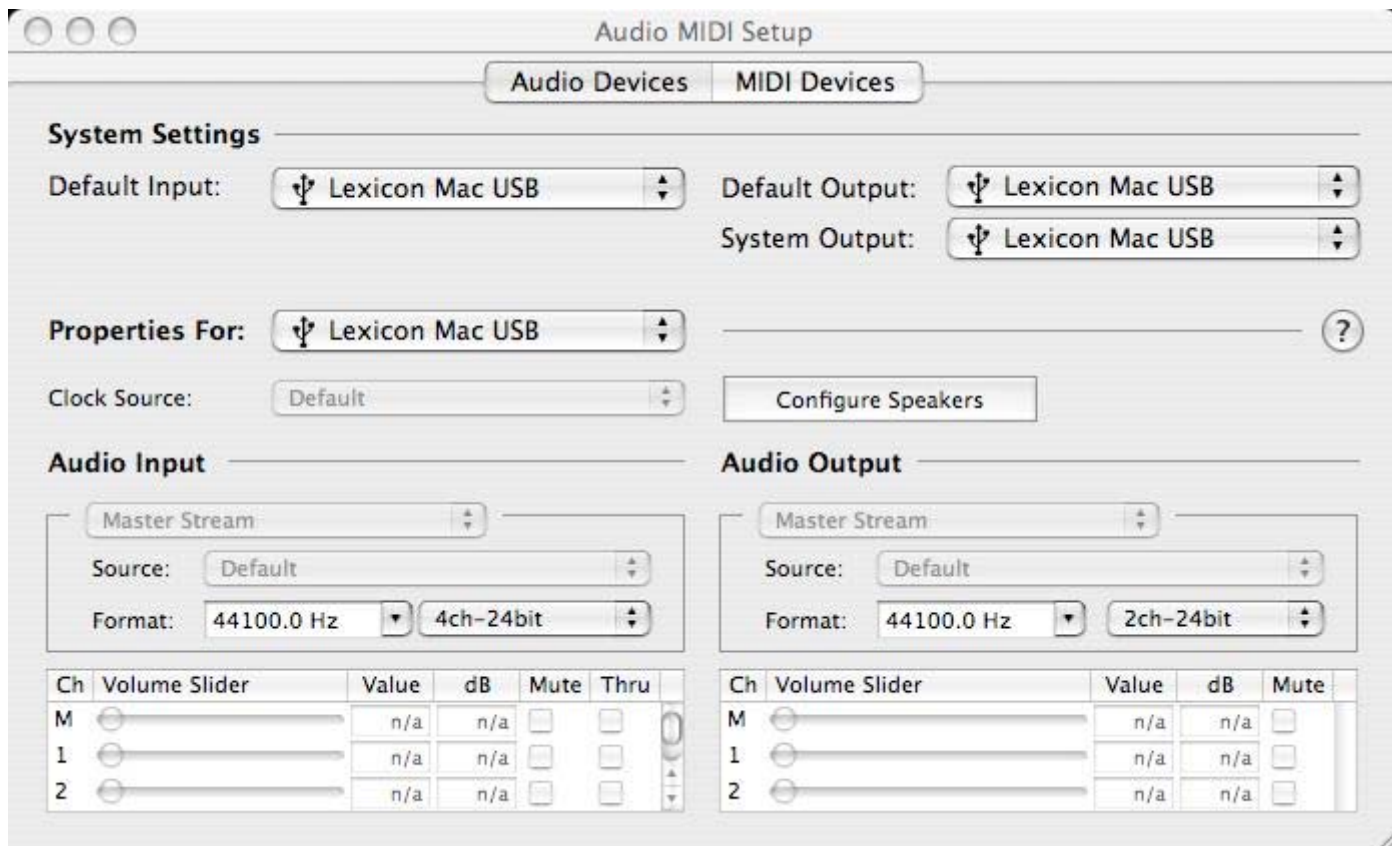 Audio MIDI Setup
Audio Devices MIDI Devices
System Settings
Default Input: Lexicon Mac USB
Default Output: Lexicon Mac USB
System Output: Lexicon Mac USB
Properties For: Lexicon Mac USB
?
Clock Source: Default
Configure Speakers
Audio Input
Master Stream
Source: Default
Format: 44100.0 Hz 4ch-24bit
Ch Volume Slider Value dB Mute Thru
M n/a n/a
1 n/a n/a
2 n/a n/a
Audio Output
Master Stream
Source: Default
Format: 44100.0 Hz 2ch-24bit
Ch Volume Slider Value dB Mute
M n/a n/a
1 n/a n/a
2 n/a n/a